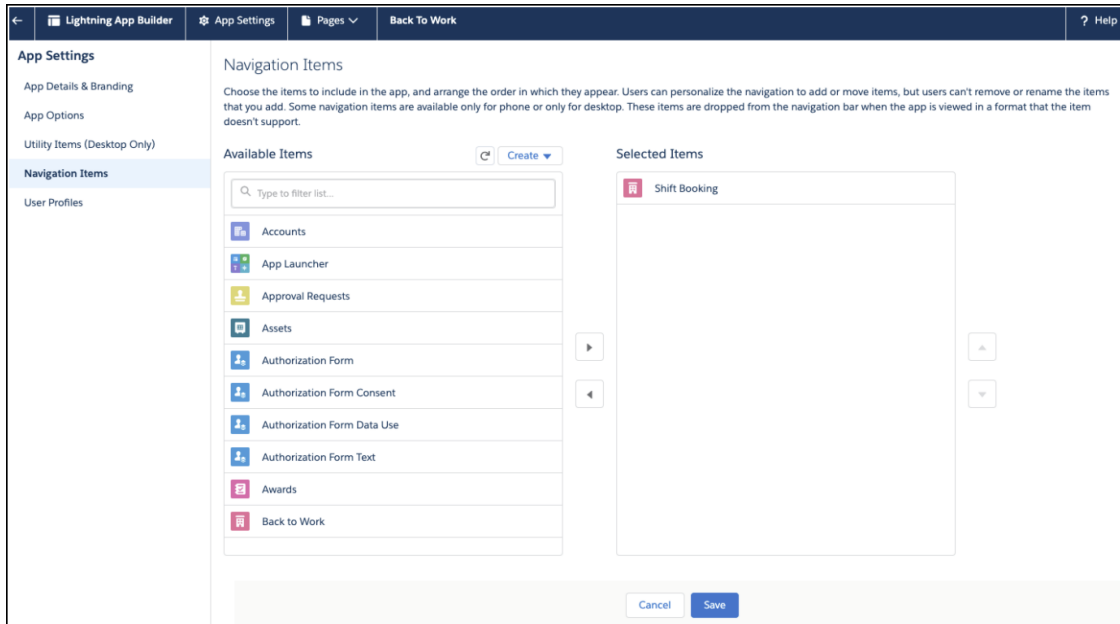 Lightning App Builder
App Settings
Pages
Back To Work
? Help
App Settings
App Details & Branding
App Options
Utility Items (Desktop Only)
Navigation Items
User Profiles
Navigation Items
Choose the items to include in the app, and arrange the order in which they appear. Users can personalize the navigation to add or move items, but users can't remove or rename the items
that you add. Some navigation items are available only for phone or only for desktop. These items are dropped from the navigation bar when the app is viewed in a format that the item
doesn't support.
Available Items
Create
Type to filter list...
Accounts
App Launcher
Approval Requests
Assets
Authorization Form
Authorization Form Consent
Authorization Form Data Use
Authorization Form Text
Awards
Back to Work
Selected Items
Shift Booking
Cancel
Save